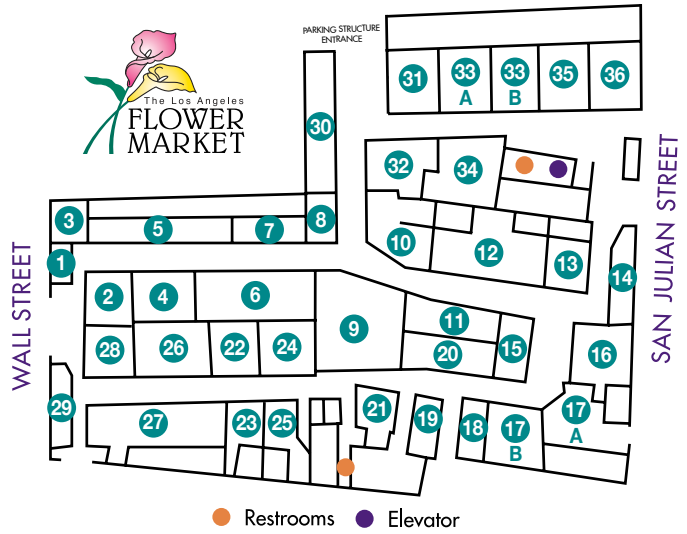 PARKING STRUCTURE
ENTRANCE
The Los Angeles
FLOWER
MARKET
31
33
A
33
B
35
36
30
32
34
3
5
7
8
10
12
13
14
1
2
4
6
9
11
20
15
16
28
26
22
24
29
27
23
25
21
19
18
17
B
17
A
WALL STREET
SAN JULIAN STREET
Restrooms
Elevator